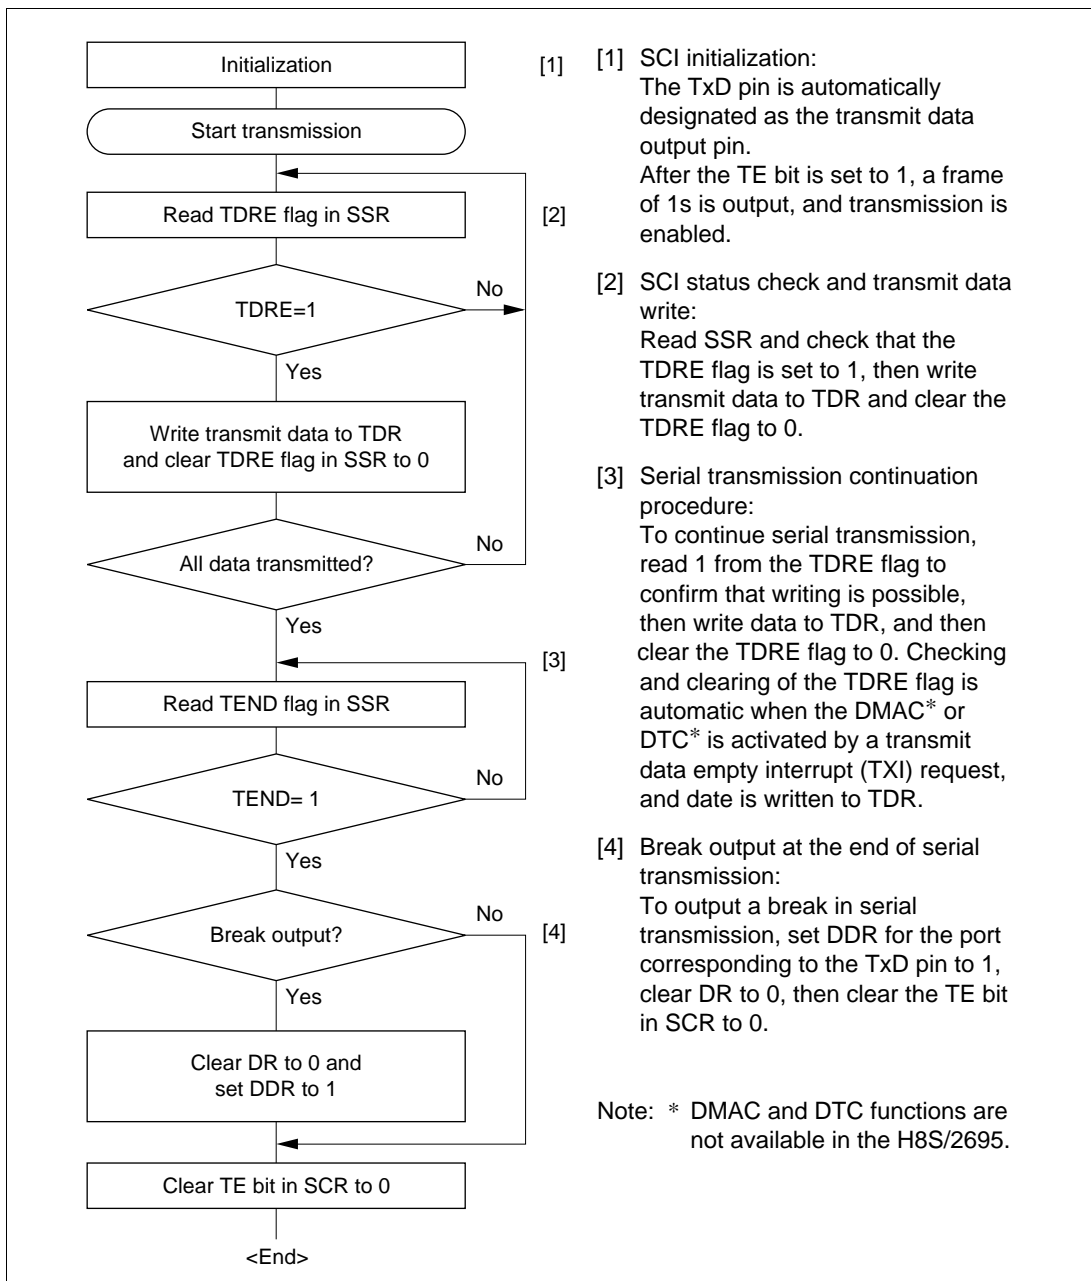 Initialization
[1]
Start transmission
Read TDRE flag in SSR
[2]
TDRE=1
No
Yes
Write transmit data to TDR
and clear TDRE flag in SSR to 0
All data transmitted?
No
Yes
[3]
Read TEND flag in SSR
TEND= 1
No
Yes
Break output?
No
[4]
Yes
Clear DR to 0 and
set DDR to 1
Clear TE bit in SCR to 0
<End>
[1] SCI initialization:
The TxD pin is automatically
designated as the transmit data
output pin.
After the TE bit is set to 1, a frame
of 1s is output, and transmission is
enabled.
[2] SCI status check and transmit data
write:
Read SSR and check that the
TDRE flag is set to 1, then write
transmit data to TDR and clear the
TDRE flag to 0.
[3] Serial transmission continuation
procedure:
To continue serial transmission,
read 1 from the TDRE flag to
confirm that writing is possible,
then write data to TDR, and then
clear the TDRE flag to 0. Checking
and clearing of the TDRE flag is
automatic when the DMAC* or
DTC* is activated by a transmit
data empty interrupt (TXI) request,
and date is written to TDR.
[4] Break output at the end of serial
transmission:
To output a break in serial
transmission, set DDR for the port
corresponding to the TxD pin to 1,
clear DR to 0, then clear the TE bit
in SCR to 0.
Note: * DMAC and DTC functions are
not available in the H8S/2695.